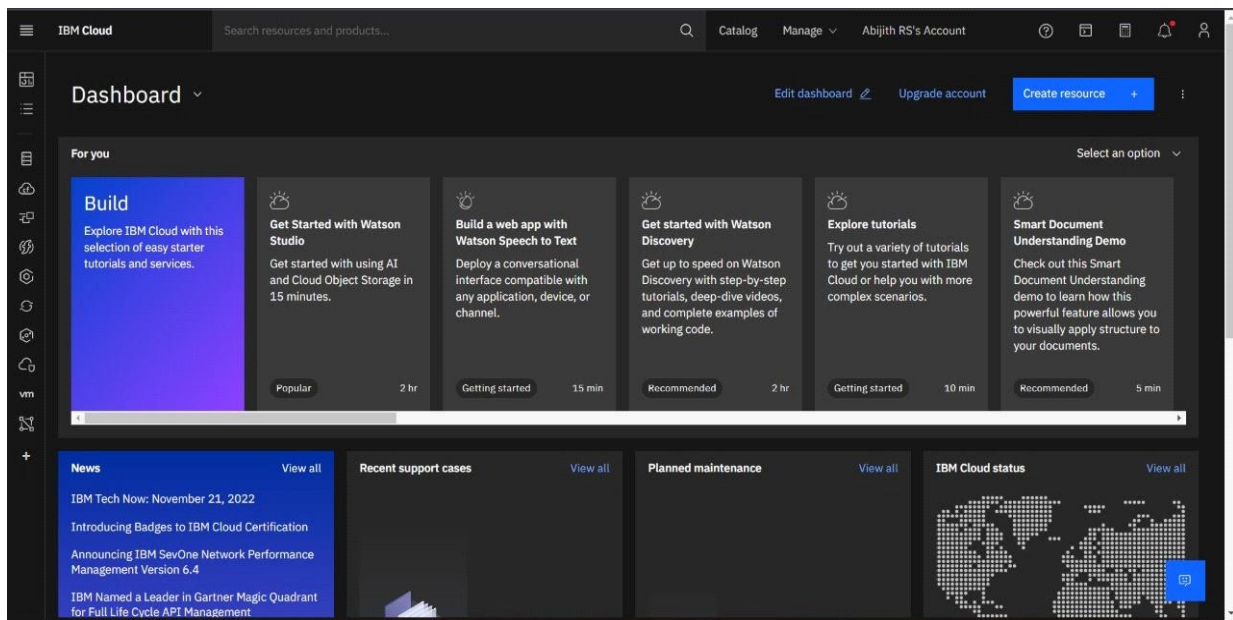 IBM Cloud
Search resources and products...
Catalog
Manage
Abijith RS's Account
Dashboard
Edit dashboard
Upgrade account
Create resource +
For you
Select an option
Build
Explore IBM Cloud with this
selection of easy starter
tutorials and services.
Get Started with Watson
Studio
Get started with using AI
and Cloud Object Storage in
15 minutes.
Popular
2 hr
Build a web app with
Watson Speech to Text
Deploy a conversational
interface compatible with
any application, device, or
channel.
Getting started
15 min
Get started with Watson
Discovery
Get up to speed on Watson
Discovery with step-by-step
tutorials, deep-dive videos,
and complete examples of
working code.
Recommended
2 hr
Explore tutorials
Try out a variety of tutorials
to get you started with IBM
Cloud or help you with more
complex scenarios.
Getting started
10 min
Smart Document
Understanding Demo
Check out this Smart
Document Understanding
demo to learn how this
powerful feature allows you
to visually apply structure to
your documents.
Recommended
5 min
vm
+
News
View all
IBM Tech Now: November 21, 2022
Introducing Badges to IBM Cloud Certification
Announcing IBM SevOne Network Performance
Management Version 6.4
IBM Named a Leader in Gartner Magic Quadrant
for Full Life Cycle API Management
Recent support cases
View all
Planned maintenance
View all
IBM Cloud status
View all